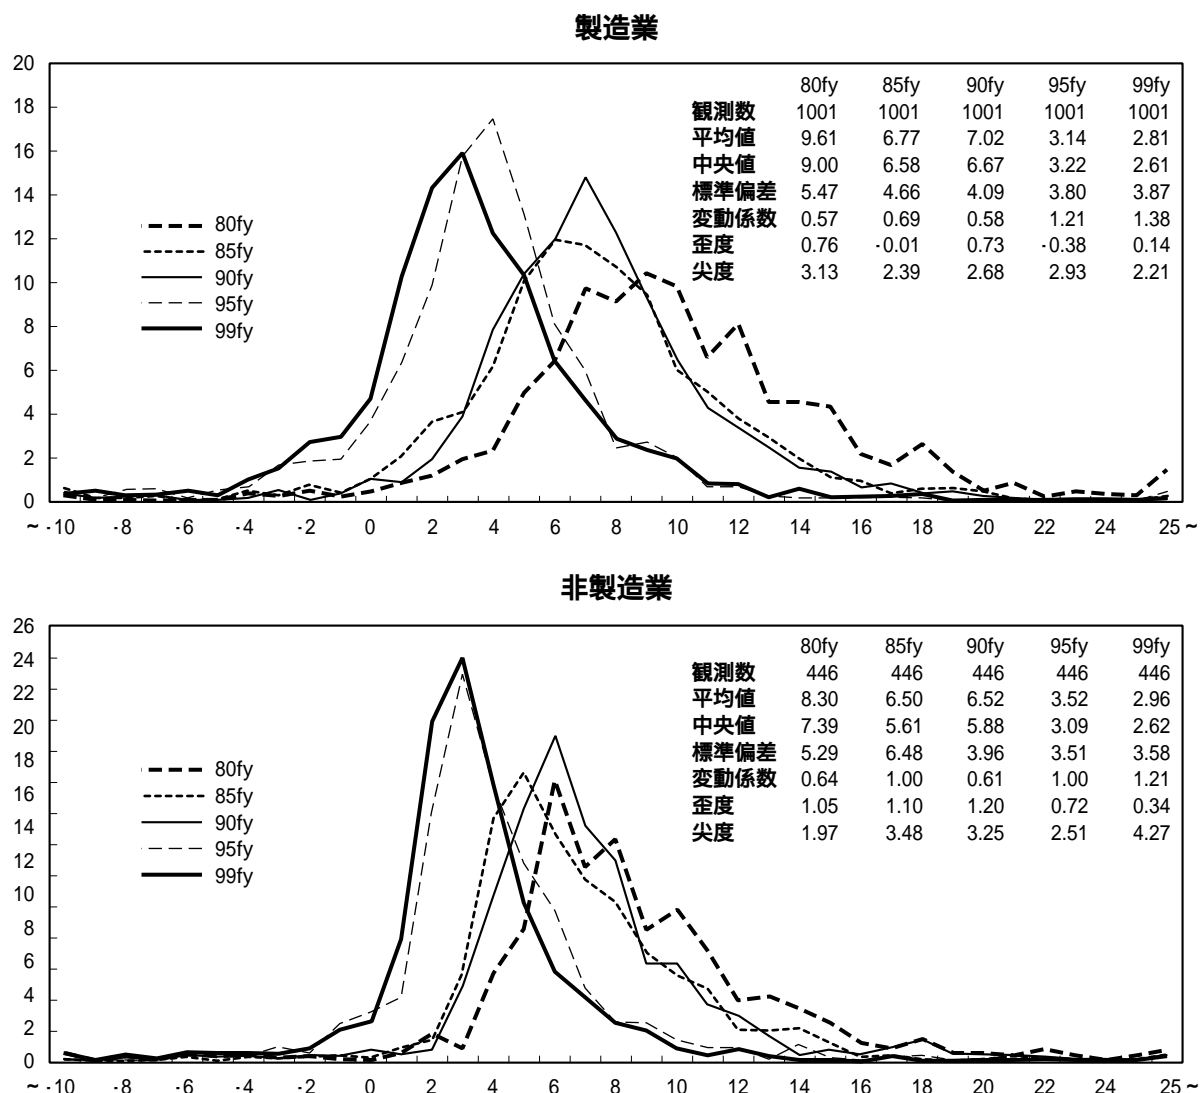 製造業
20
18
16
14
12
10
8
6
4
2
0
80fy 85fy 90fy 95fy 99fy
観測数 1001 1001 1001 1001 1001
平均値 9.61 6.77 7.02 3.14 2.81
中央値 9.00 6.58 6.67 3.22 2.61
標準偏差 5.47 4.66 4.09 3.80 3.87
変動係数 0.57 0.69 0.58 1.21 1.38
歪度 0.76 -0.01 0.73 -0.38 0.14
尖度 3.13 2.39 2.68 2.93 2.21
80fy
85fy
90fy
95fy
99fy
~ -10 -8 -6 -4 -2 0 2 4 6 8 10 12 14 16 18 20 22 24 25 ~
非製造業
26
24
22
20
18
16
14
12
10
8
6
4
2
0
80fy 85fy 90fy 95fy 99fy
観測数 446 446 446 446 446
平均値 8.30 6.50 6.52 3.52 2.96
中央値 7.39 5.61 5.88 3.09 2.62
標準偏差 5.29 6.48 3.96 3.51 3.58
変動係数 0.64 1.00 0.61 1.00 1.21
歪度 1.05 1.10 1.20 0.72 0.34
尖度 1.97 3.48 3.25 2.51 4.27
80fy
85fy
90fy
95fy
99fy
~ -10 -8 -6 -4 -2 0 2 4 6 8 10 12 14 16 18 20 22 24 25 ~